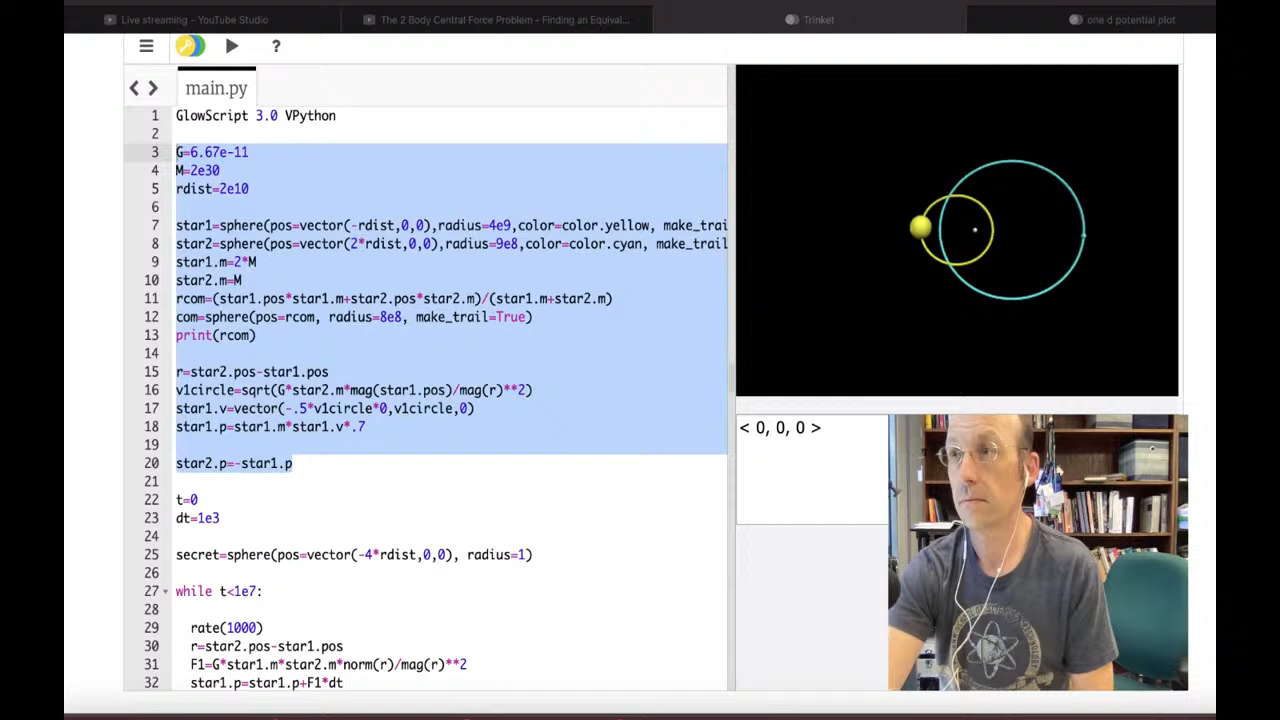 Live streaming - YouTube Studio
The 2 Body Central Force Problem - Finding an Equival...
Trinket
one d potential plot
?
main.py
1 GlowScript 3.0 VPython
2
3 G=6.67e-11
4 M=2e30
5 rdist=2e10
6
7 star1=sphere(pos=vector(-rdist,0,0),radius=4e9,color=color.yellow, make_trai
8 star2=sphere(pos=vector(2*rdist,0,0),radius=9e8,color=color.cyan, make_trail
9 star1.m=2*M
10 star2.m=M
11 rcom=(star1.pos*star1.m+star2.pos*star2.m)/(star1.m+star2.m)
12 com=sphere(pos=rcom, radius=8e8, make_trail=True)
13 print(rcom)
14
15 r=star2.pos-star1.pos
16 v1circle=sqrt(G*star2.m*mag(star1.pos)/mag(r)**2)
17 star1.v=vector(-.5*v1circle*0,v1circle,0)
18 star1.p=star1.m*star1.v*.7
19
20 star2.p=-star1.p
21
22 t=0
23 dt=1e3
24
25 secret=sphere(pos=vector(-4*rdist,0,0), radius=1)
26
27 while t<1e7:
28
29 rate(1000)
30 r=star2.pos-star1.pos
31 F1=G*star1.m*star2.m*norm(r)/mag(r)**2
32 star1.p=star1.p+F1*dt
< 0, 0, 0 >